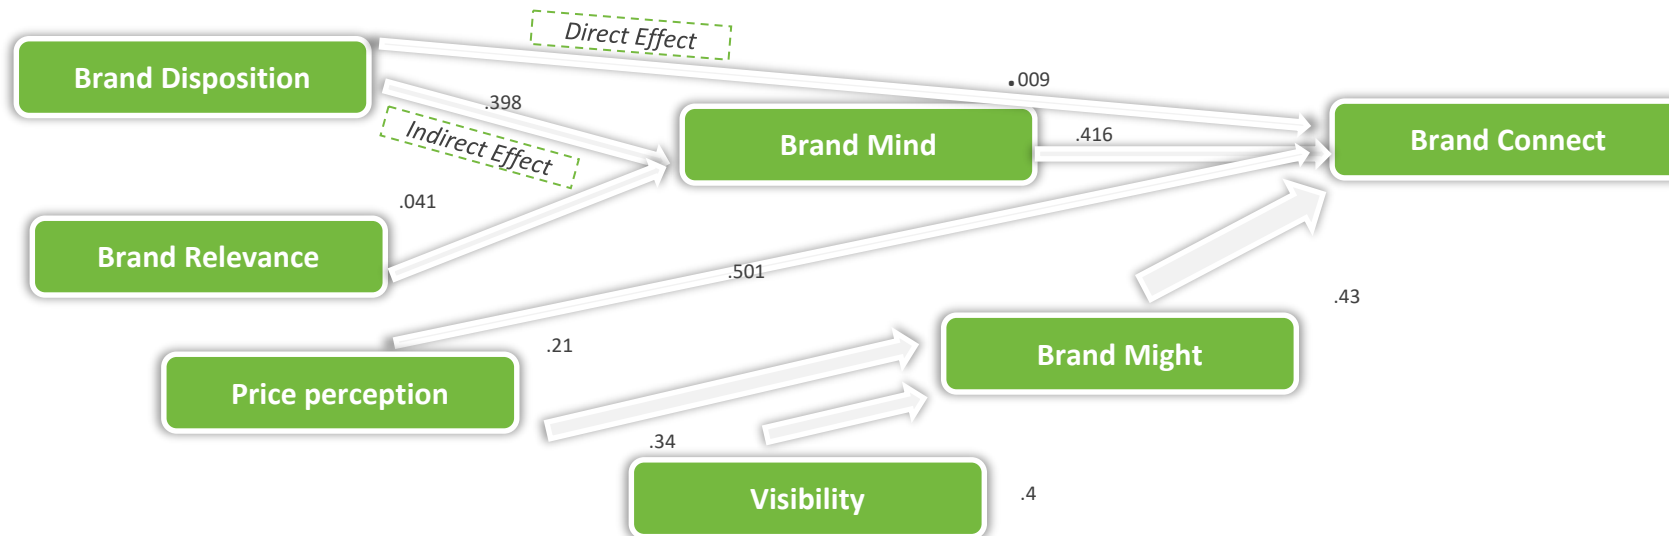 Direct Effect
Brand Disposition
.009
.398
Indirect Effect
Brand Mind
.416
Brand Connect
.041
Brand Relevance
.501
.43
.21
Brand Might
Price perception
.34
Visibility
.4